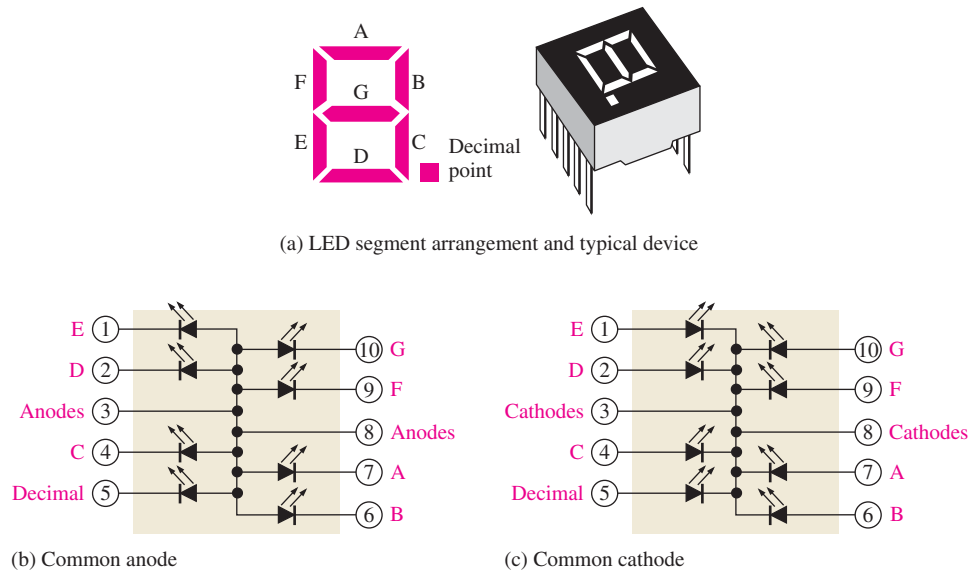 A
F B
G
E C
D
Decimal
point
(a) LED segment arrangement and typical device
E 1
10 G
D 2
9 F
Anodes 3
8 Anodes
C 4
7 A
Decimal 5
6 B
(b) Common anode
E 1
10 G
D 2
9 F
Cathodes 3
8 Cathodes
C 4
7 A
Decimal 5
6 B
(c) Common cathode